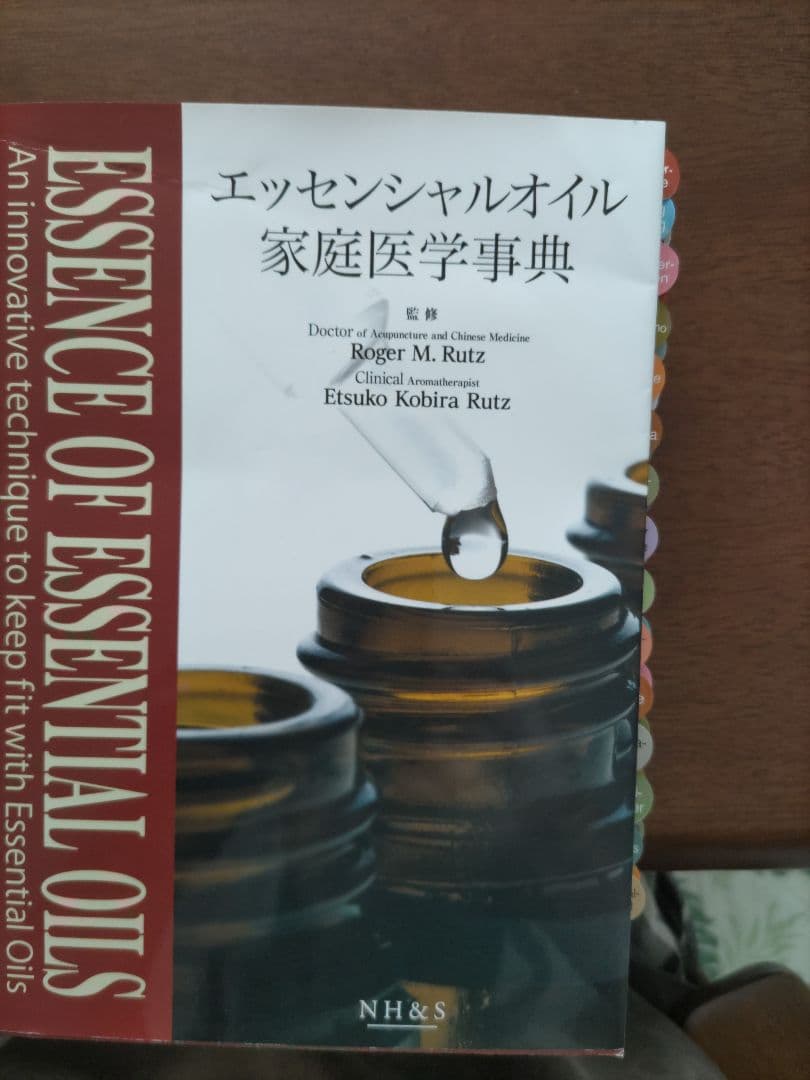 ESSENCE OF ESSENTIAL OILS
An innovative technique to keep fit with Essential Oils
エッセンシャルオイル
家庭医学事典
監修
Doctor of Acupuncture and Chinese Medicine
Roger M. Rutz
Clinical Aromatherapist
Etsuko Kobira Rutz
NH&S